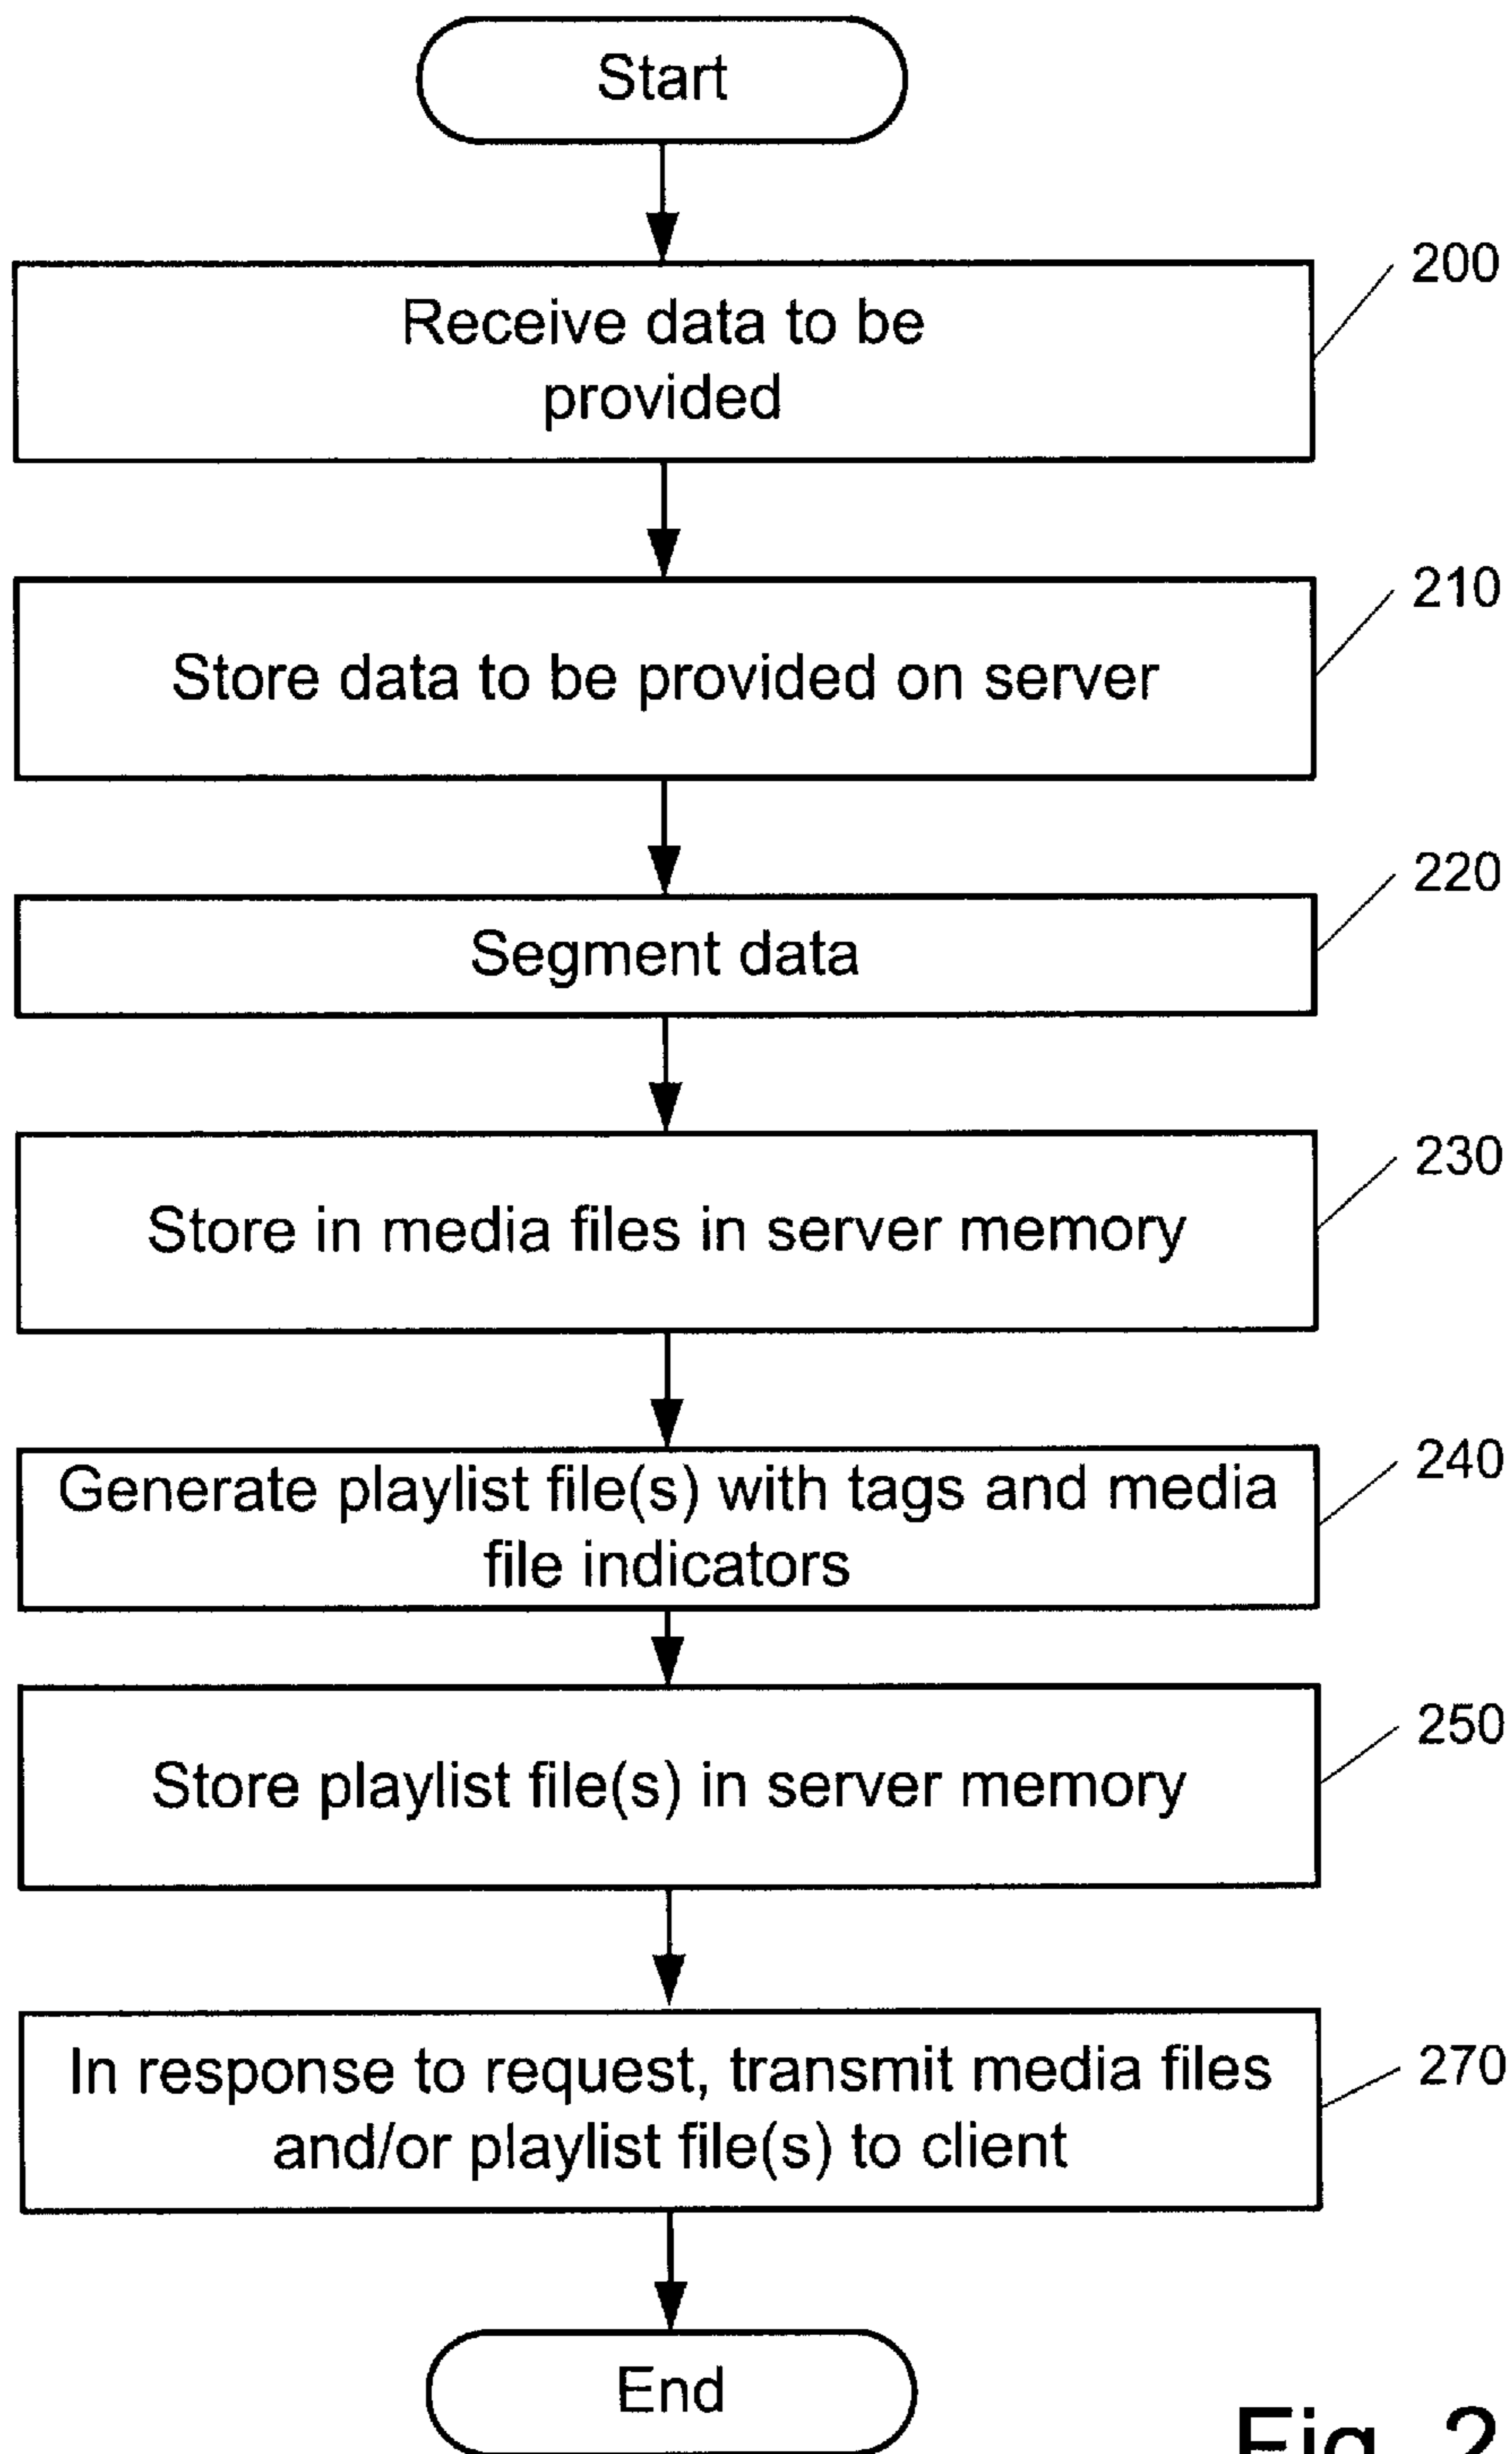 Start
200
Receive data to be
provided
210
Store data to be provided on server
220
Segment data
230
Store in media files in server memory
240
Generate playlist file(s) with tags and media
file indicators
250
Store playlist file(s) in server memory
270
In response to request, transmit media files
and/or playlist file(s) to client
End
Fig. 2